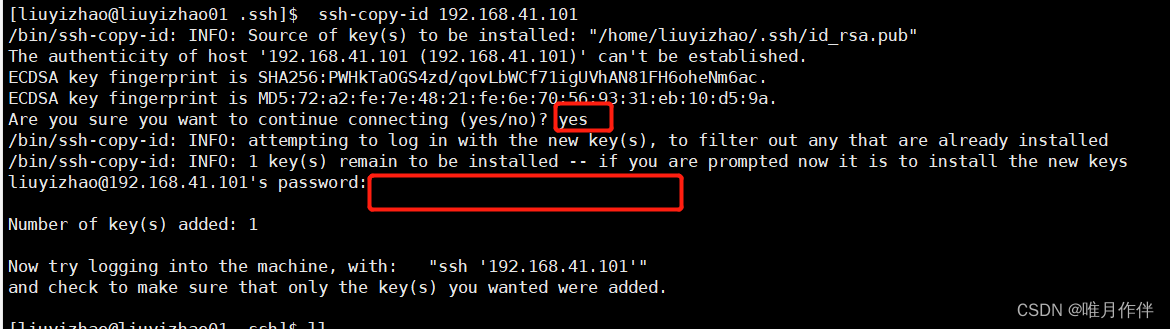 [liuyizhao@liuyizhao01 .ssh]$  ssh-copy-id 192.168.41.101
/bin/ssh-copy-id: INFO: Source of key(s) to be installed: "/home/liuyizhao/.ssh/id_rsa.pub"
The authenticity of host '192.168.41.101 (192.168.41.101)' can't be established.
ECDSA key fingerprint is SHA256:PWHkTaOGS4zd/qovLbWCf71igUVhAN81FH6oheNm6ac.
ECDSA key fingerprint is MD5:72:a2:fe:7e:48:21:fe:6e:70:56:93:31:eb:10:d5:9a.
Are you sure you want to continue connecting (yes/no)? yes
/bin/ssh-copy-id: INFO: attempting to log in with the new key(s), to filter out any that are already installed
/bin/ssh-copy-id: INFO: 1 key(s) remain to be installed -- if you are prompted now it is to install the new keys
liuyizhao@192.168.41.101's password:
Number of key(s) added: 1
Now try logging into the machine, with:   "ssh '192.168.41.101'"
and check to make sure that only the key(s) you wanted were added.
[liuyizhao@liuyizhao01 .ssh]$ ll
CSDN @唯月作伴